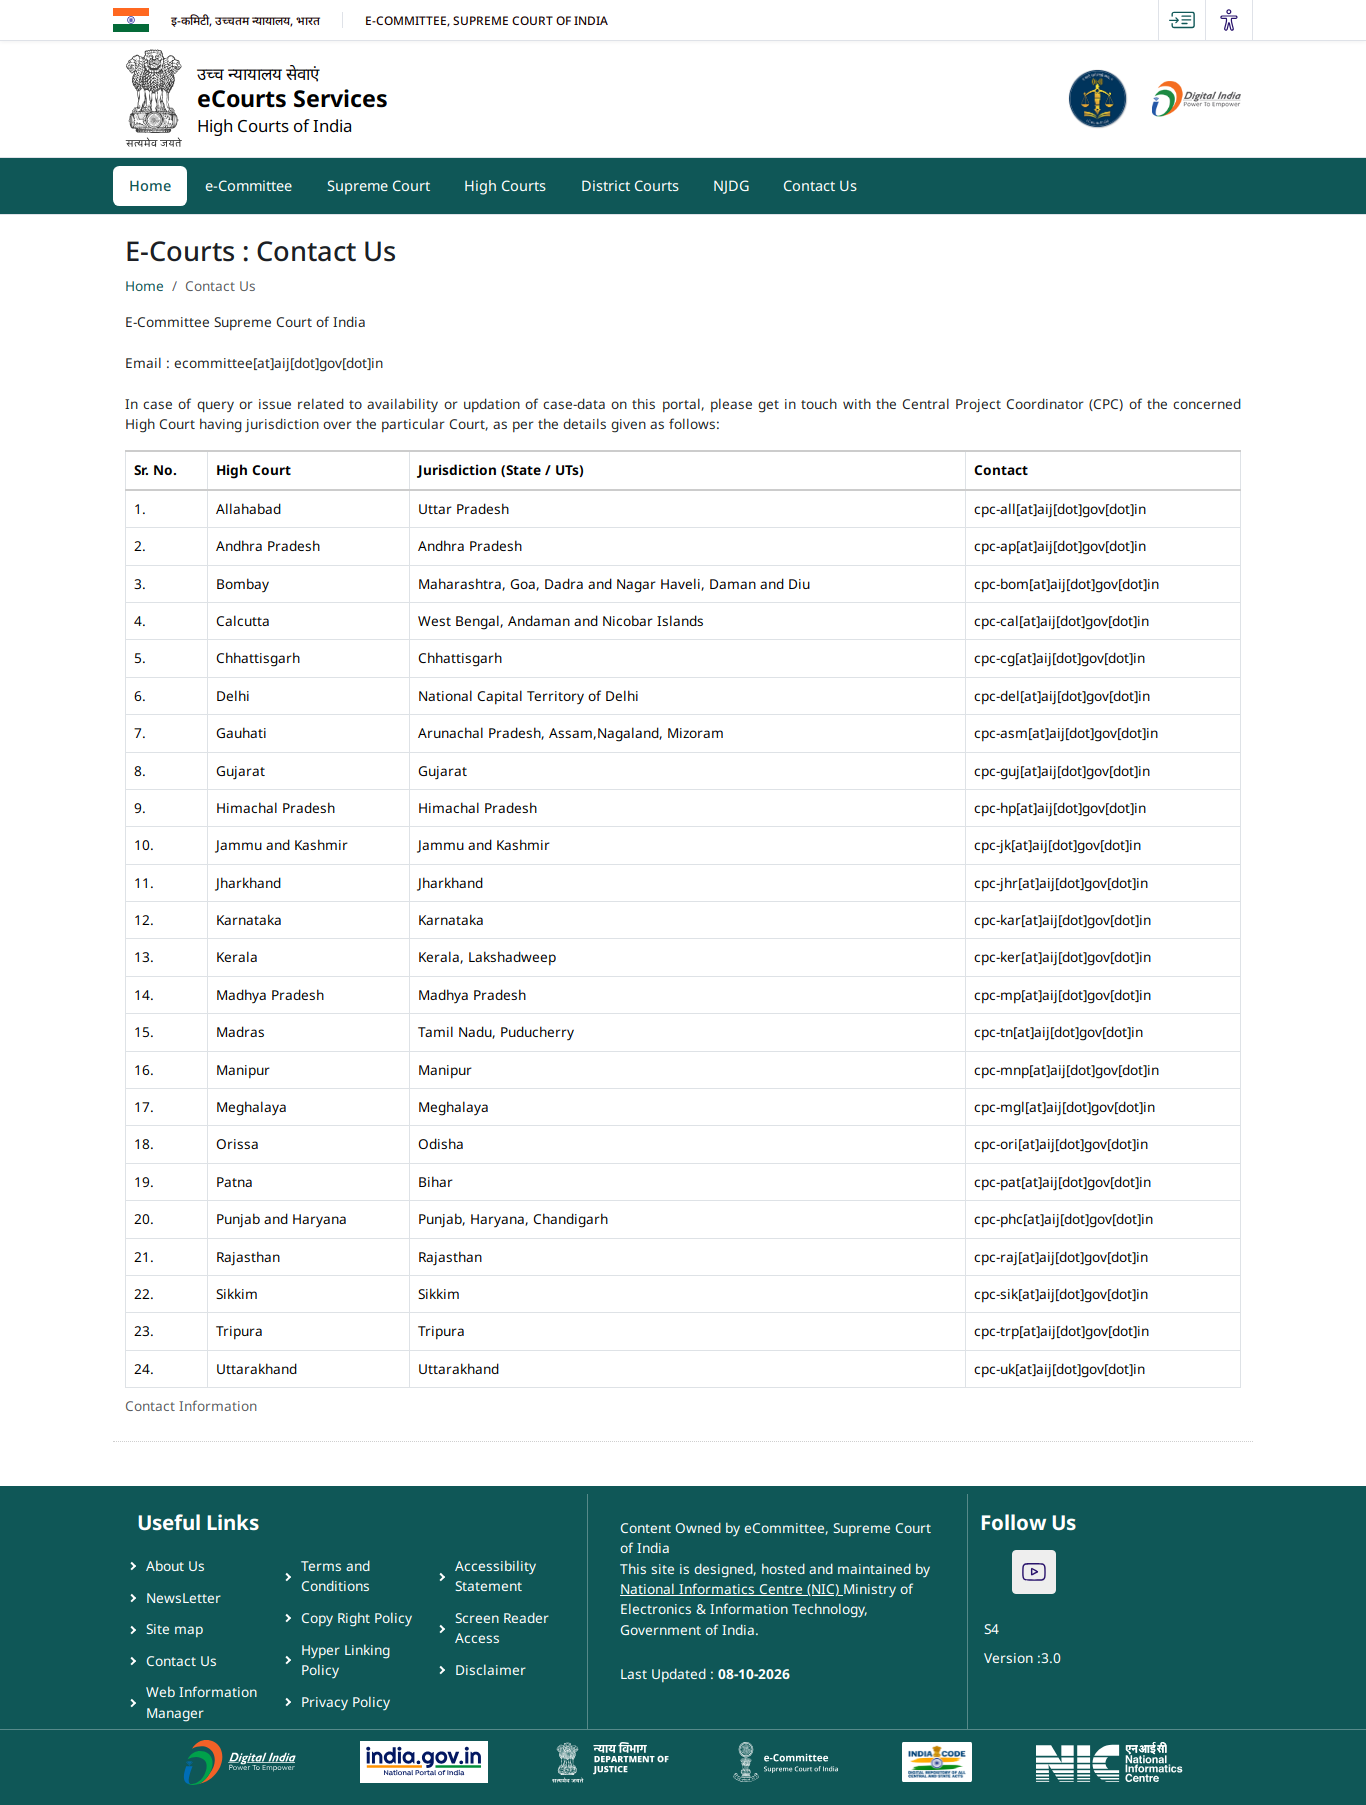 इ-कमिटी, उच्चतम न्यायालय, भारत E-COMMITTEE, SUPREME COURT OF INDIA
उच्च न्यायालय सेवाएं
eCourts Services
High Courts of India
सत्यमेव जयते
Digital India
Power To Empower
Home e-Committee Supreme Court High Courts District Courts NJDG Contact Us
E-Courts : Contact Us
Home / Contact Us
E-Committee Supreme Court of India
Email : ecommittee[at]aij[dot]gov[dot]in
In case of query or issue related to availability or updation of case-data on this portal, please get in touch with the Central Project Coordinator (CPC) of the concerned
High Court having jurisdiction over the particular Court, as per the details given as follows:
Sr. No. High Court Jurisdiction (State / UTs) Contact
1. Allahabad Uttar Pradesh cpc-all[at]aij[dot]gov[dot]in
2. Andhra Pradesh Andhra Pradesh cpc-ap[at]aij[dot]gov[dot]in
3. Bombay Maharashtra, Goa, Dadra and Nagar Haveli, Daman and Diu cpc-bom[at]aij[dot]gov[dot]in
4. Calcutta West Bengal, Andaman and Nicobar Islands cpc-cal[at]aij[dot]gov[dot]in
5. Chhattisgarh Chhattisgarh cpc-cg[at]aij[dot]gov[dot]in
6. Delhi National Capital Territory of Delhi cpc-del[at]aij[dot]gov[dot]in
7. Gauhati Arunachal Pradesh, Assam,Nagaland, Mizoram cpc-asm[at]aij[dot]gov[dot]in
8. Gujarat Gujarat cpc-guj[at]aij[dot]gov[dot]in
9. Himachal Pradesh Himachal Pradesh cpc-hp[at]aij[dot]gov[dot]in
10. Jammu and Kashmir Jammu and Kashmir cpc-jk[at]aij[dot]gov[dot]in
11. Jharkhand Jharkhand cpc-jhr[at]aij[dot]gov[dot]in
12. Karnataka Karnataka cpc-kar[at]aij[dot]gov[dot]in
13. Kerala Kerala, Lakshadweep cpc-ker[at]aij[dot]gov[dot]in
14. Madhya Pradesh Madhya Pradesh cpc-mp[at]aij[dot]gov[dot]in
15. Madras Tamil Nadu, Puducherry cpc-tn[at]aij[dot]gov[dot]in
16. Manipur Manipur cpc-mnp[at]aij[dot]gov[dot]in
17. Meghalaya Meghalaya cpc-mgl[at]aij[dot]gov[dot]in
18. Orissa Odisha cpc-ori[at]aij[dot]gov[dot]in
19. Patna Bihar cpc-pat[at]aij[dot]gov[dot]in
20. Punjab and Haryana Punjab, Haryana, Chandigarh cpc-phc[at]aij[dot]gov[dot]in
21. Rajasthan Rajasthan cpc-raj[at]aij[dot]gov[dot]in
22. Sikkim Sikkim cpc-sik[at]aij[dot]gov[dot]in
23. Tripura Tripura cpc-trp[at]aij[dot]gov[dot]in
24. Uttarakhand Uttarakhand cpc-uk[at]aij[dot]gov[dot]in
Contact Information
Useful Links
About Us
NewsLetter
Site map
Contact Us
Web Information
Manager
Terms and
Conditions
Copy Right Policy
Hyper Linking
Policy
Privacy Policy
Accessibility
Statement
Screen Reader
Access
Disclaimer
Content Owned by eCommittee, Supreme Court
of India
This site is designed, hosted and maintained by
National Informatics Centre (NIC) Ministry of
Electronics & Information Technology,
Government of India.
Last Updated : 08-10-2026
Follow Us
S4
Version :3.0
Digital India
Power To Empower
india.gov.in
National Portal of India
सत्यमेव जयते
न्याय विभाग
DEPARTMENT OF
JUSTICE
e-Committee
Supreme Court of India
INDIA CODE
DIGITAL REPOSITORY OF ALL
CENTRAL AND STATE ACTS
NIC
एनआईसी
National
Informatics
Centre